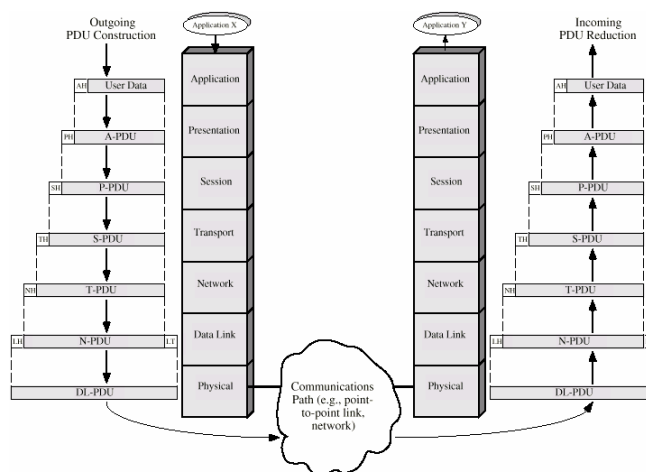 Outgoing
PDU Construction
Application X
Application Y
Incoming
PDU Reduction
AH
User Data
Application
Application
AH
User Data
PH
A-PDU
Presentation
Presentation
PH
A-PDU
SH
P-PDU
Session
Session
SH
P-PDU
TH
S-PDU
Transport
Transport
TH
S-PDU
NH
T-PDU
Network
Network
NH
T-PDU
LH
N-PDU
LT
Data Link
Data Link
LH
N-PDU
DL-PDU
Physical
Communications
Path (e.g., point-
to-point link,
network)
Physical
DL-PDU